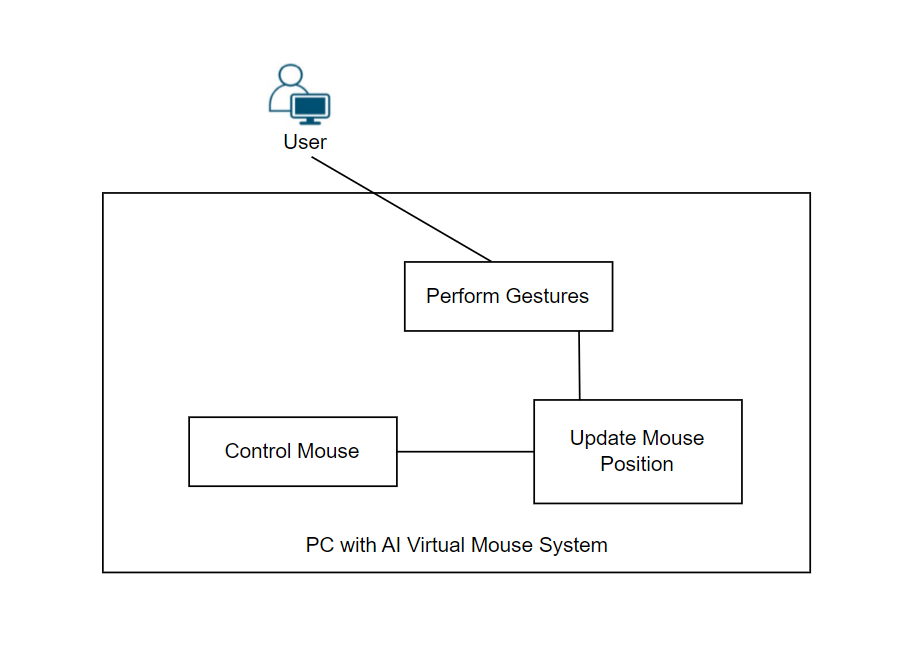 User
Perform Gestures
Control Mouse
Update Mouse
Position
PC with AI Virtual Mouse System